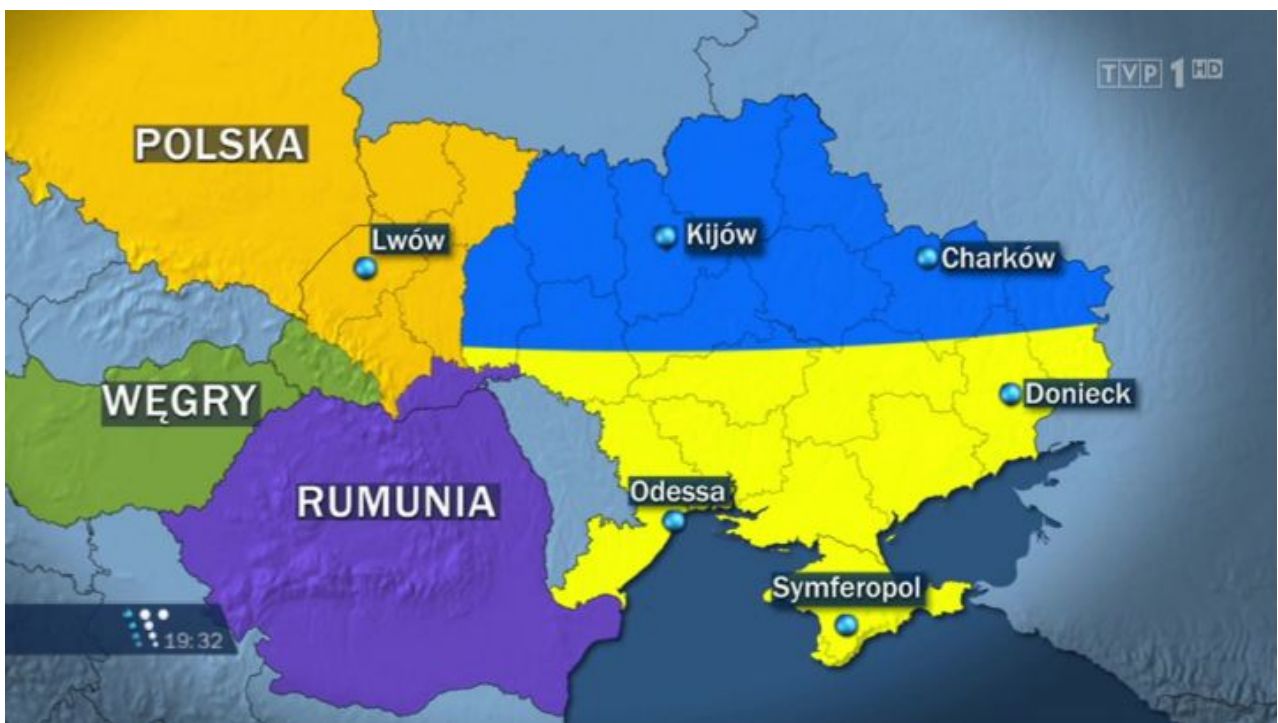 TVP 1 HD
POLSKA
Lwów
Kijów
Charków
WĘGRY
Donieck
RUMUNIA
Odessa
Symferopol
19:32